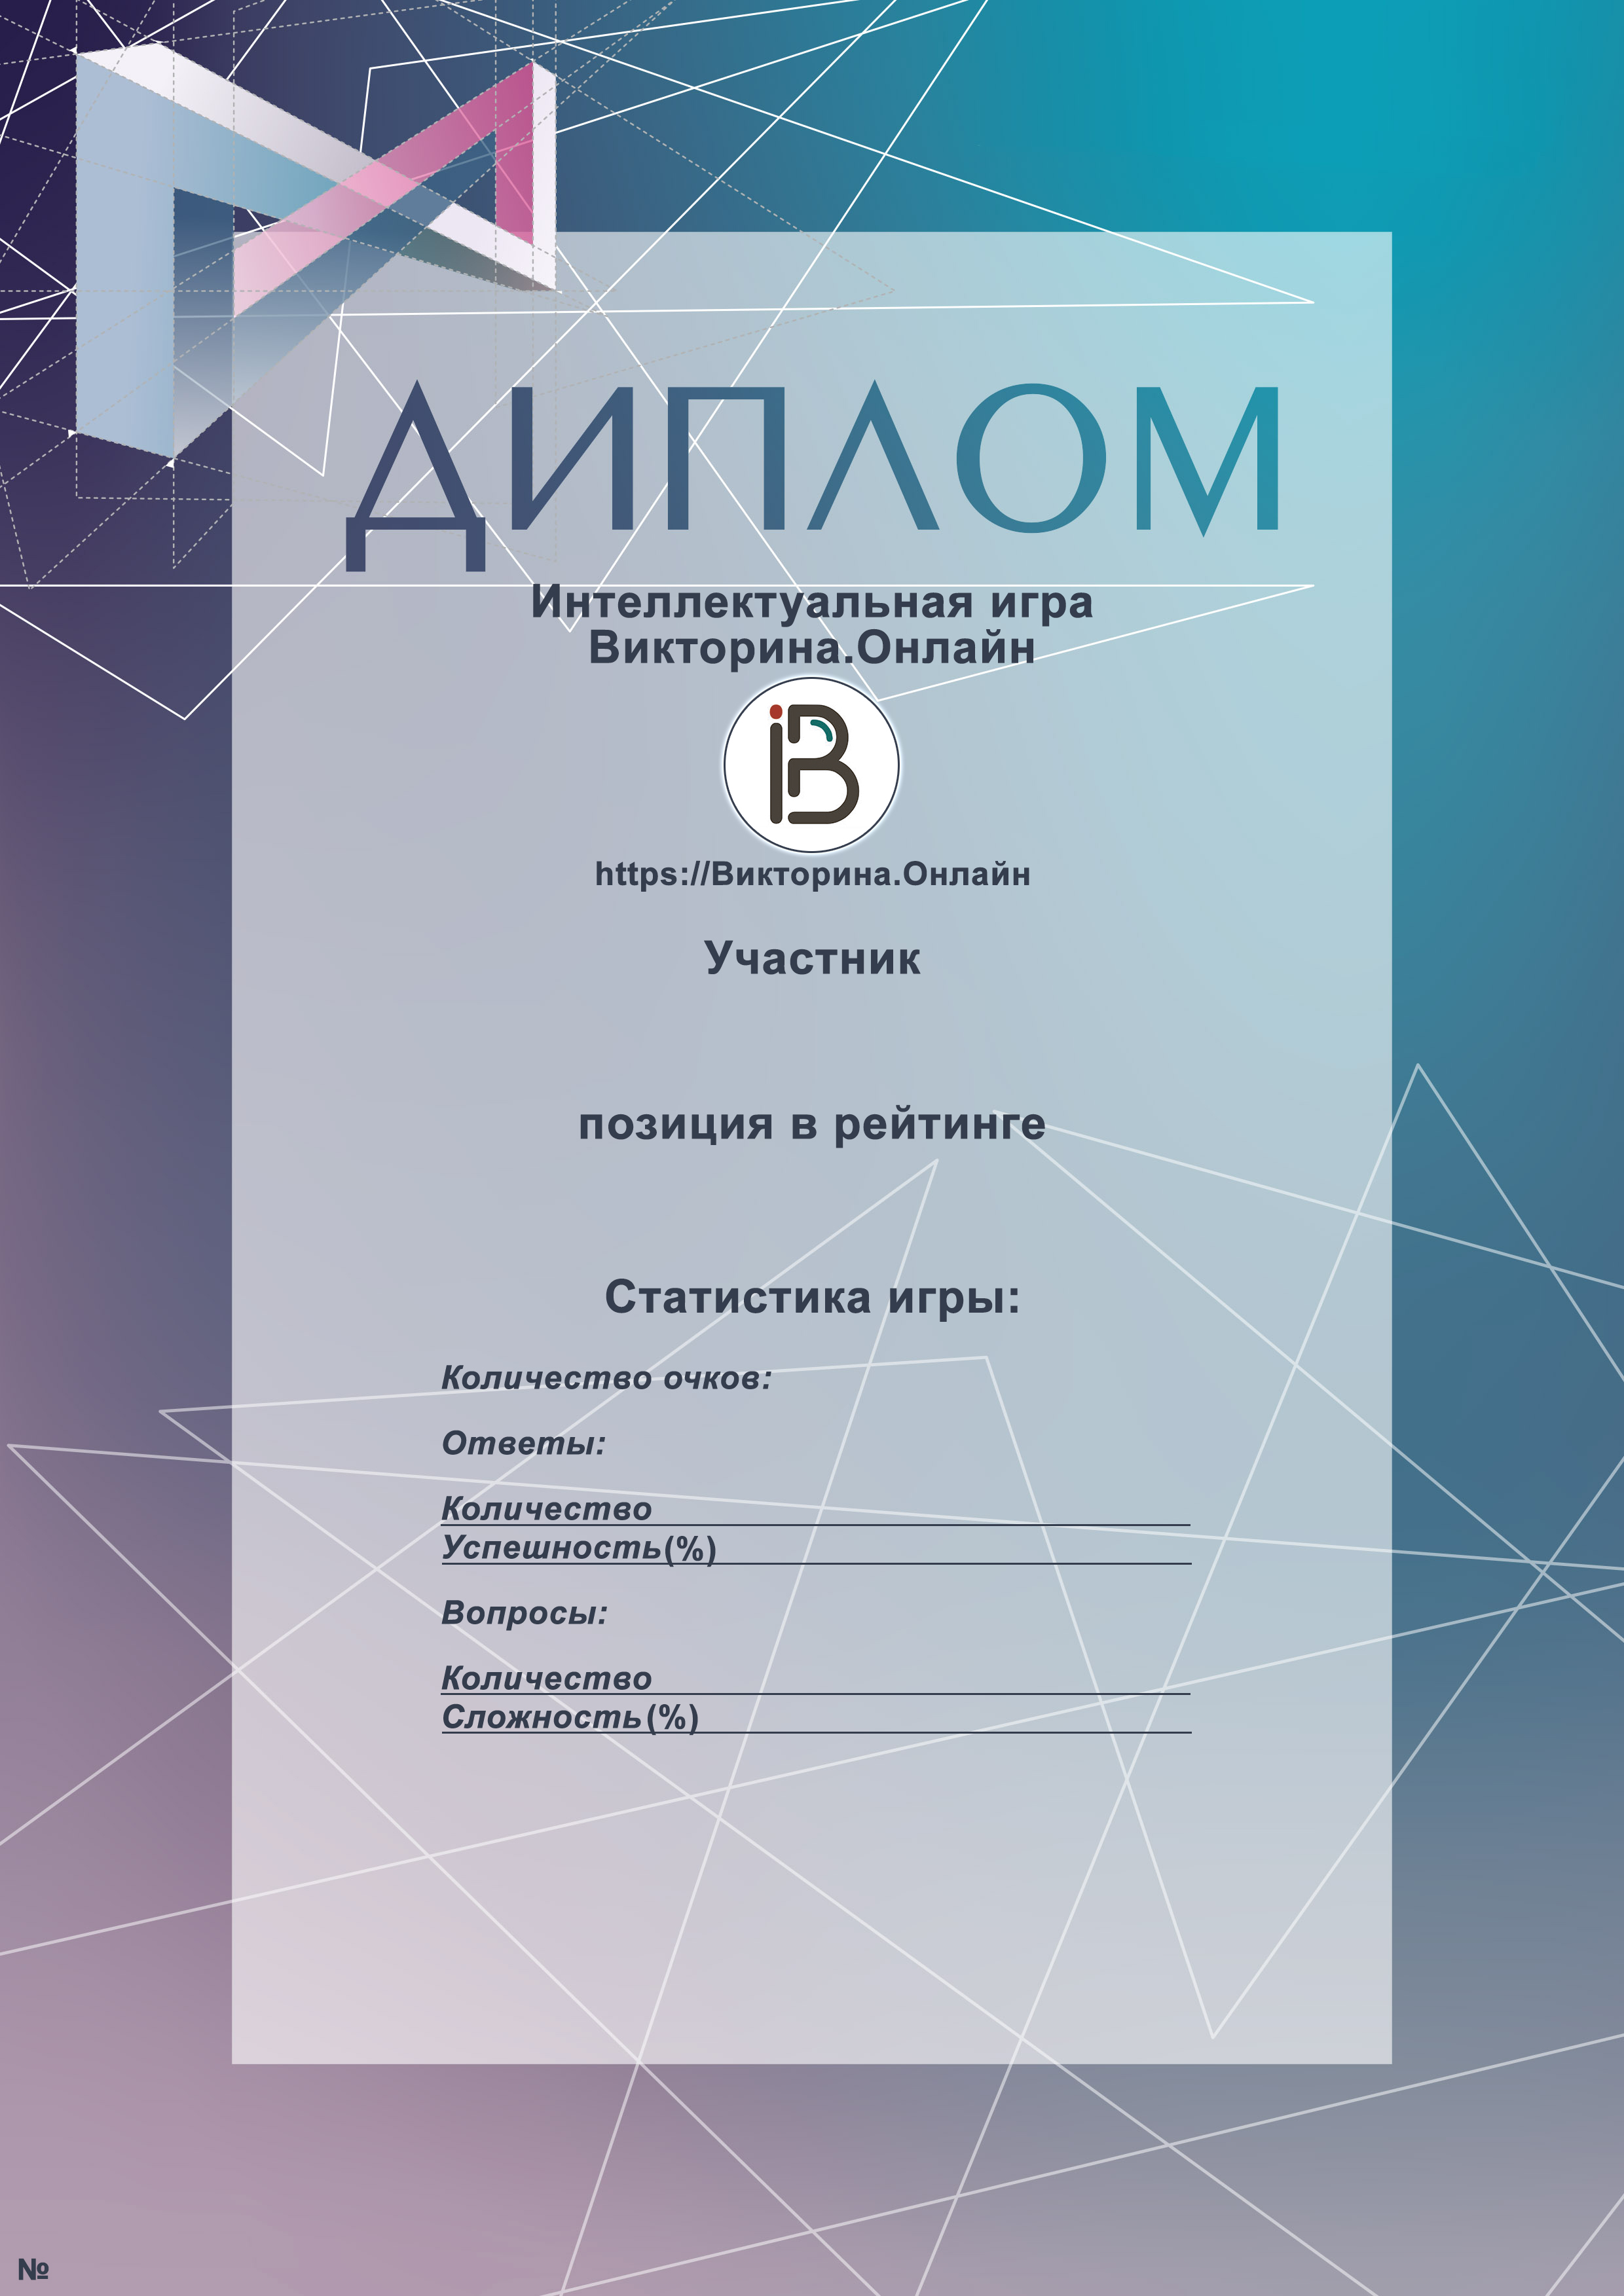 ДИПЛОМ
Интеллектуальная игра
Викторина.Онлайн
iB
https://Викторина.Онлайн
Участник
позиция в рейтинге
Статистика игры:
Количество очков:
Ответы:
Количество
Успешность(%)
Вопросы:
Количество
Сложность(%)
№